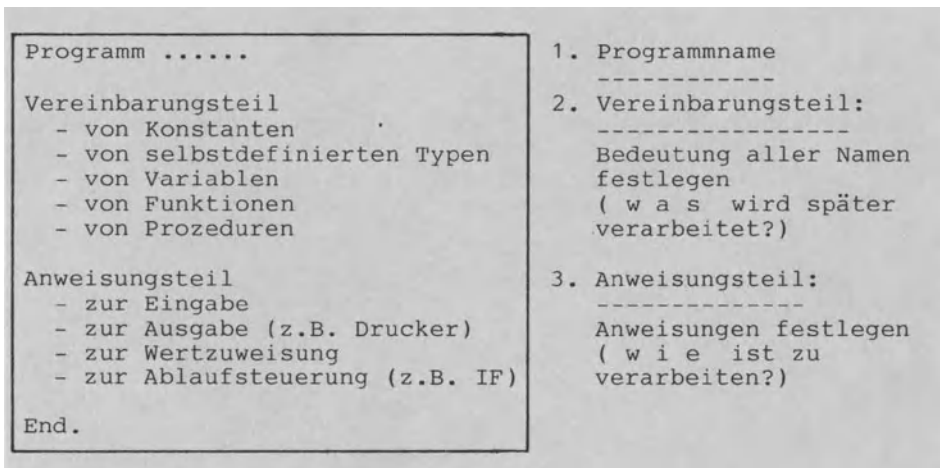 Programm ......
Vereinbarungsteil
- von Konstanten
- von selbstdefinierten Typen
- von Variablen
- von Funktionen
- von Prozeduren
Anweisungsteil
- zur Eingabe
- zur Ausgabe (z.B. Drucker)
- zur Wertzuweisung
- zur Ablaufsteuerung (z.B. IF)
End.
1. Programmname
------------
2. Vereinbarungsteil:
-----------------
Bedeutung aller Namen
festlegen
( w a s wird später
verarbeitet?)
3. Anweisungsteil:
--------------
Anweisungen festlegen
( w i e ist zu
verarbeiten?)